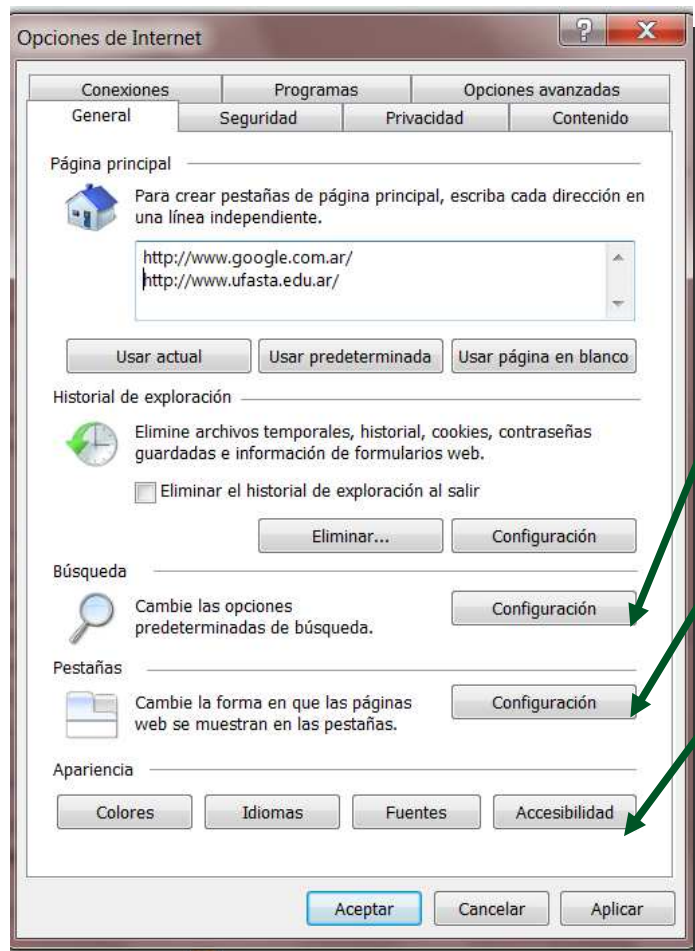 Opciones de Internet
Conexiones Programas Opciones avanzadas
General Seguridad Privacidad Contenido
Página principal
Para crear pestañas de página principal, escriba cada dirección en
una línea independiente.
http://www.google.com.ar/
http://www.ufasta.edu.ar/
Usar actual Usar predeterminada Usar página en blanco
Historial de exploración
Elimine archivos temporales, historial, cookies, contraseñas
guardadas e información de formularios web.
Eliminar el historial de exploración al salir
Eliminar... Configuración
Búsqueda
Cambie las opciones
predeterminadas de búsqueda.
Configuración
Pestañas
Cambie la forma en que las páginas
web se muestran en las pestañas.
Configuración
Apariencia
Colores Idiomas Fuentes Accesibilidad
Aceptar Cancelar Aplicar